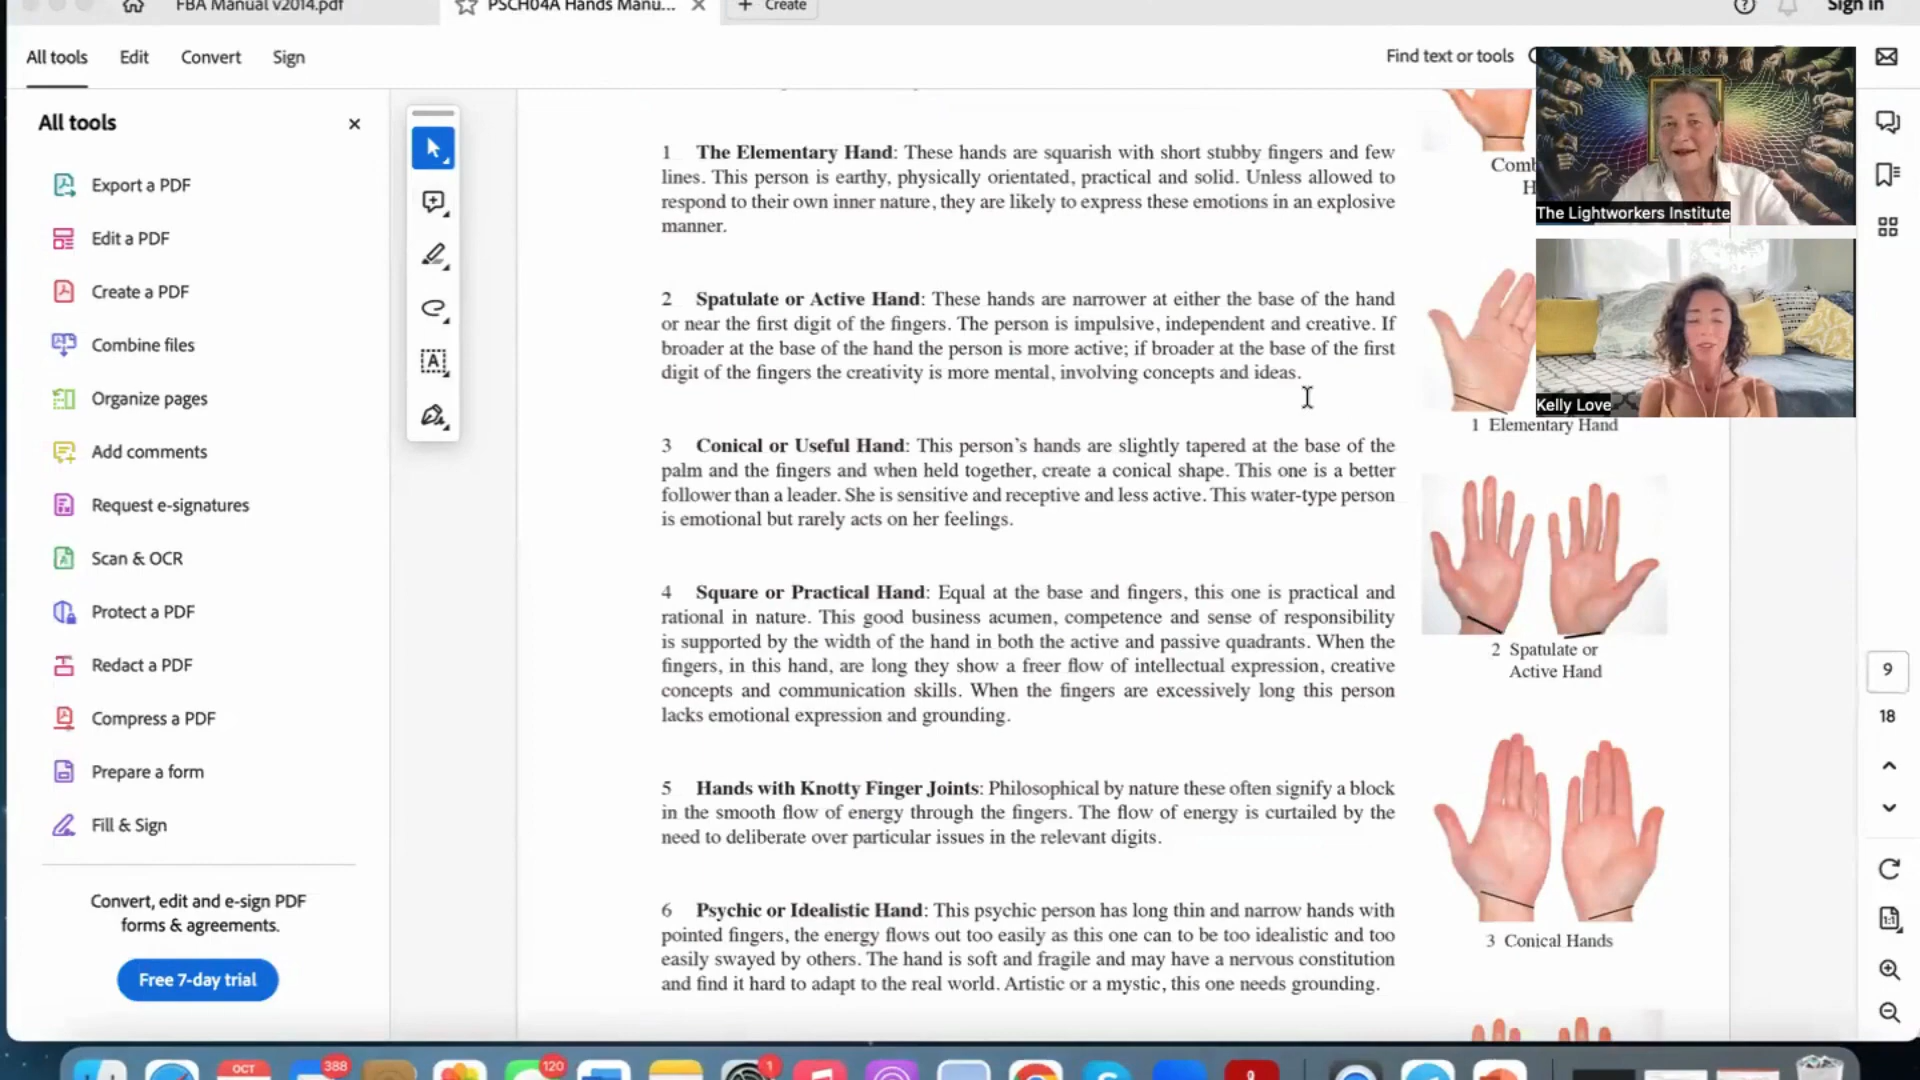 FBA Manual v2014.pdf
PSCH04A Hands Manu...
Create
Sign in
All tools
Edit
Convert
Sign
Find text or tools
All tools
Export a PDF
Edit a PDF
Create a PDF
Combine files
Organize pages
Add comments
Request e-signatures
Scan & OCR
Protect a PDF
Redact a PDF
Compress a PDF
Prepare a form
Fill & Sign
Convert, edit and e-sign PDF
forms & agreements.
Free 7-day trial
1 The Elementary Hand: These hands are squarish with short stubby fingers and few
lines. This person is earthy, physically orientated, practical and solid. Unless allowed to
respond to their own inner nature, they are likely to express these emotions in an explosive
manner.
2 Spatulate or Active Hand: These hands are narrower at either the base of the hand
or near the first digit of the fingers. The person is impulsive, independent and creative. If
broader at the base of the hand the person is more active; if broader at the base of the first
digit of the fingers the creativity is more mental, involving concepts and ideas.
3 Conical or Useful Hand: This person's hands are slightly tapered at the base of the
palm and the fingers and when held together, create a conical shape. This one is a better
follower than a leader. She is sensitive and receptive and less active. This water-type person
is emotional but rarely acts on her feelings.
4 Square or Practical Hand: Equal at the base and fingers, this one is practical and
rational in nature. This good business acumen, competence and sense of responsibility
is supported by the width of the hand in both the active and passive quadrants. When the
fingers, in this hand, are long they show a freer flow of intellectual expression, creative
concepts and communication skills. When the fingers are excessively long this person
lacks emotional expression and grounding.
5 Hands with Knotty Finger Joints: Philosophical by nature these often signify a block
in the smooth flow of energy through the fingers. The flow of energy is curtailed by the
need to deliberate over particular issues in the relevant digits.
6 Psychic or Idealistic Hand: This psychic person has long thin and narrow hands with
pointed fingers, the energy flows out too easily as this one can to be too idealistic and too
easily swayed by others. The hand is soft and fragile and may have a nervous constitution
and find it hard to adapt to the real world. Artistic or a mystic, this one needs grounding.
Comb
H
The Lightworkers Institute
Kelly Love
1 Elementary Hand
2 Spatulate or
Active Hand
3 Conical Hands
9
18
OCT
388
120
1